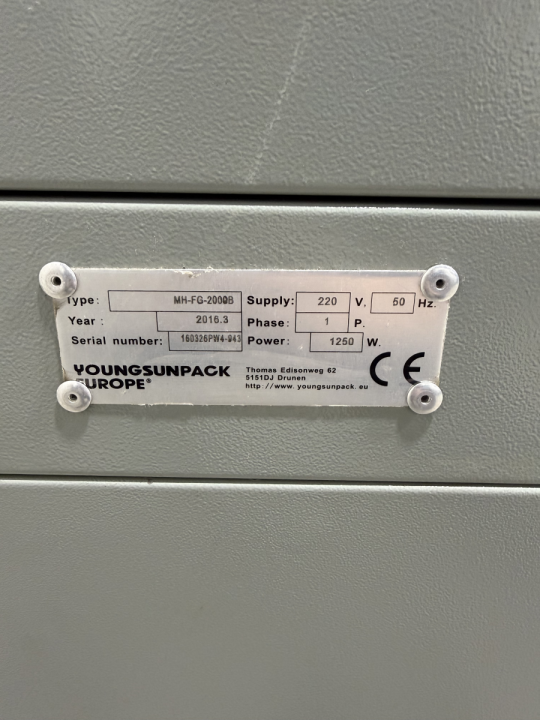 Type: MH-FG-2000B Supply: 220 V. 50 Hz.
Year: 2016.3 Phase: 1 P.
Serial number: 160326PW4-943 Power: 1250 W.
YOUNGSUNPACK
EUROPE®
Thomas Edisonweg 62
5151DJ Drunen
http://www.youngsunpack.eu
CE